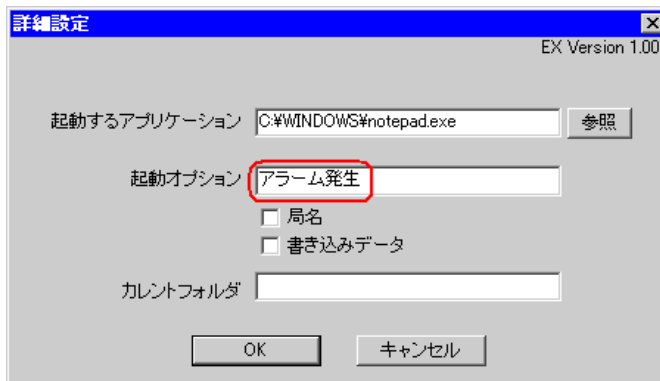 詳細設定
EX Version 1.00
起動するアプリケーション C:¥WINDOWS¥notepad.exe 参照
起動オプション アラーム発生
局名
書き込みデータ
カレントフォルダ
OK キャンセル